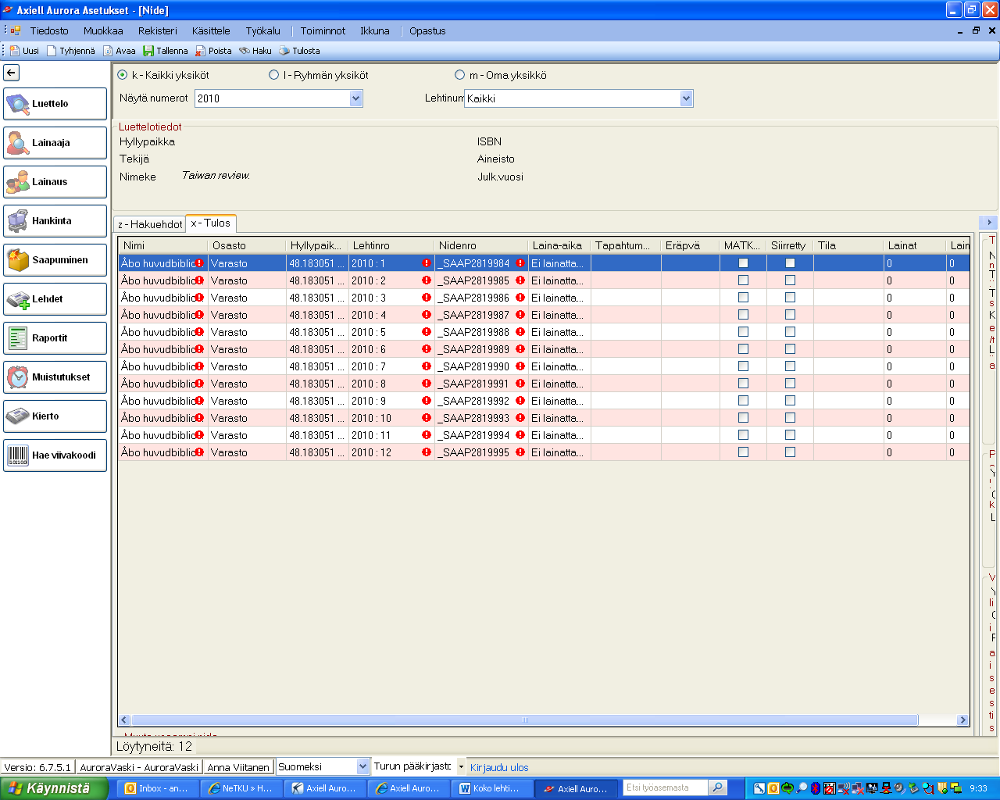 Axiell Aurora Asetukset - [Nide]
Tiedosto Muokkaa Rekisteri Käsittele Työkalu Toiminnot Ikkuna Opastus
Uusi Tyhjennä Avaa Tallenna Poista Haku Tulosta
k - Kaikki yksiköt l - Ryhmän yksiköt m - Oma yksikkö
Näytä numerot 2010 Lehtinum Kaikki
Luettelotiedot
Hyllypaikka ISBN
Tekijä Aineisto
Nimeke Taiwan review. Julk.vuosi
z - Hakuehdot x - Tulos
Luettelo
Lainaaja
Lainaus
Hankinta
Saapuminen
Lehdet
Raportit
Muistutukset
Kierto
Hae viivakoodi
Nimi Osasto Hyllypaik... Lehtinro Nidenro Laina-aika Tapahtum... Eräpvä MATK... Siirretty Tila Lainat Lain
Åbo huvudbiblio Varasto 48.183051 ... 2010 : 1 _SAAP2819984 Ei lainatta... 0 0
Åbo huvudbiblio Varasto 48.183051 ... 2010 : 2 _SAAP2819985 Ei lainatta... 0 0
Åbo huvudbiblio Varasto 48.183051 ... 2010 : 3 _SAAP2819986 Ei lainatta... 0 0
Åbo huvudbiblio Varasto 48.183051 ... 2010 : 4 _SAAP2819987 Ei lainatta... 0 0
Åbo huvudbiblio Varasto 48.183051 ... 2010 : 5 _SAAP2819988 Ei lainatta... 0 0
Åbo huvudbiblio Varasto 48.183051 ... 2010 : 6 _SAAP2819989 Ei lainatta... 0 0
Åbo huvudbiblio Varasto 48.183051 ... 2010 : 7 _SAAP2819990 Ei lainatta... 0 0
Åbo huvudbiblio Varasto 48.183051 ... 2010 : 8 _SAAP2819991 Ei lainatta... 0 0
Åbo huvudbiblio Varasto 48.183051 ... 2010 : 9 _SAAP2819992 Ei lainatta... 0 0
Åbo huvudbiblio Varasto 48.183051 ... 2010 : 10 _SAAP2819993 Ei lainatta... 0 0
Åbo huvudbiblio Varasto 48.183051 ... 2010 : 11 _SAAP2819994 Ei lainatta... 0 0
Åbo huvudbiblio Varasto 48.183051 ... 2010 : 12 _SAAP2819995 Ei lainatta... 0 0
Löytyneitä: 12
Versio: 6.7.5.1 AuroraVaski - AuroraVaski Anna Viitanen Suomeksi Turun pääkirjasto Kirjaudu ulos
Käynnistä Inbox - an... NeTKU » H... Axiell Auro... Axiell Auro... Koko lehti... Axiell Auro... Etsi työasemasta 9:33